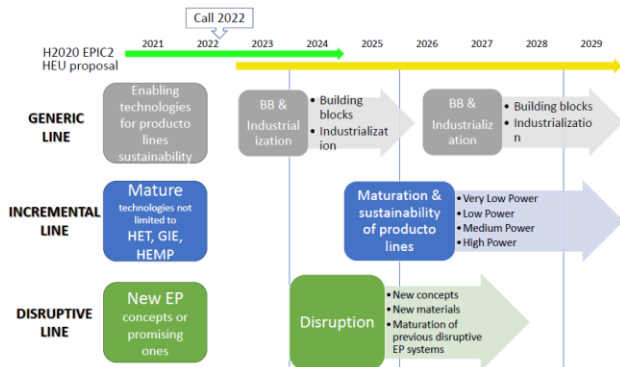 Call 2022
2021 2022 2023 2024 2025 2026 2027 2028 2029
H2020 EPIC2
HEU proposal
GENERIC
LINE
Enabling
technologies
for producto
lines
sustainability
BB &
Industrial
ization
• Building
blocks
• Industrializat
ion
BB &
Industrializ
ation
• Building blocks
• Industrializatio
n
INCREMENTAL
LINE
Mature
technologies not
limited to
HET, GIE,
HEMP
Maturation &
sustainability
of producto
lines
• Very Low Power
• Low Power
• Medium Power
• High Power
DISRUPTIVE
LINE
New EP
concepts or
promising
ones
Disruption
• New concepts
• New materials
• Maturation of
previous disruptive
EP systems